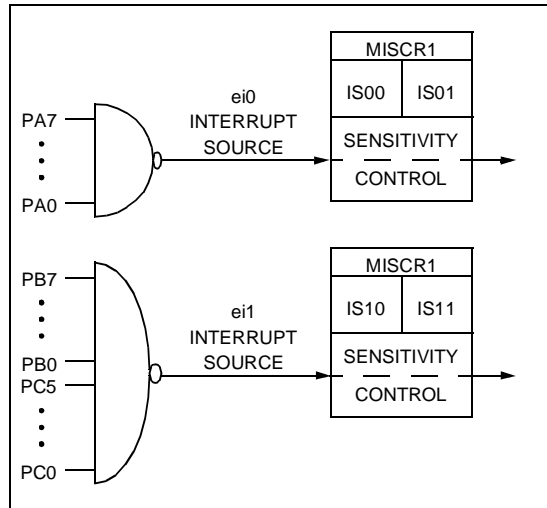 MISCR1
IS00 IS01
ei0
INTERRUPT
SOURCE
SENSITIVITY
CONTROL
PA7
PA0
MISCR1
IS10 IS11
ei1
INTERRUPT
SOURCE
SENSITIVITY
CONTROL
PB7
PB0
PC5
PC0